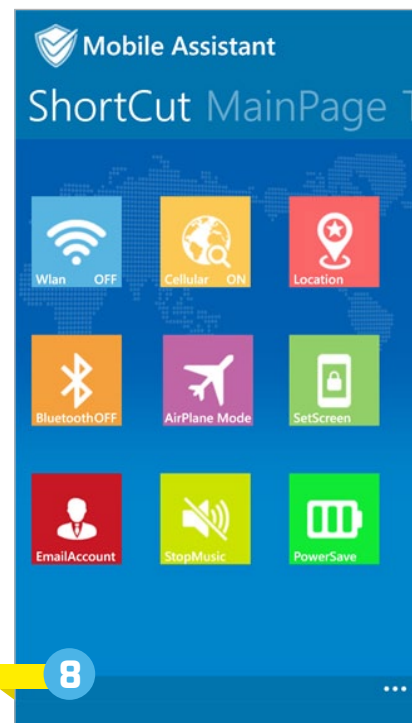 Mobile Assistant
ShortCut MainPage T
Wlan OFF
Cellular ON
Location
BluetoothOFF
AirPlane Mode
SetScreen
EmailAccount
StopMusic
PowerSave
8